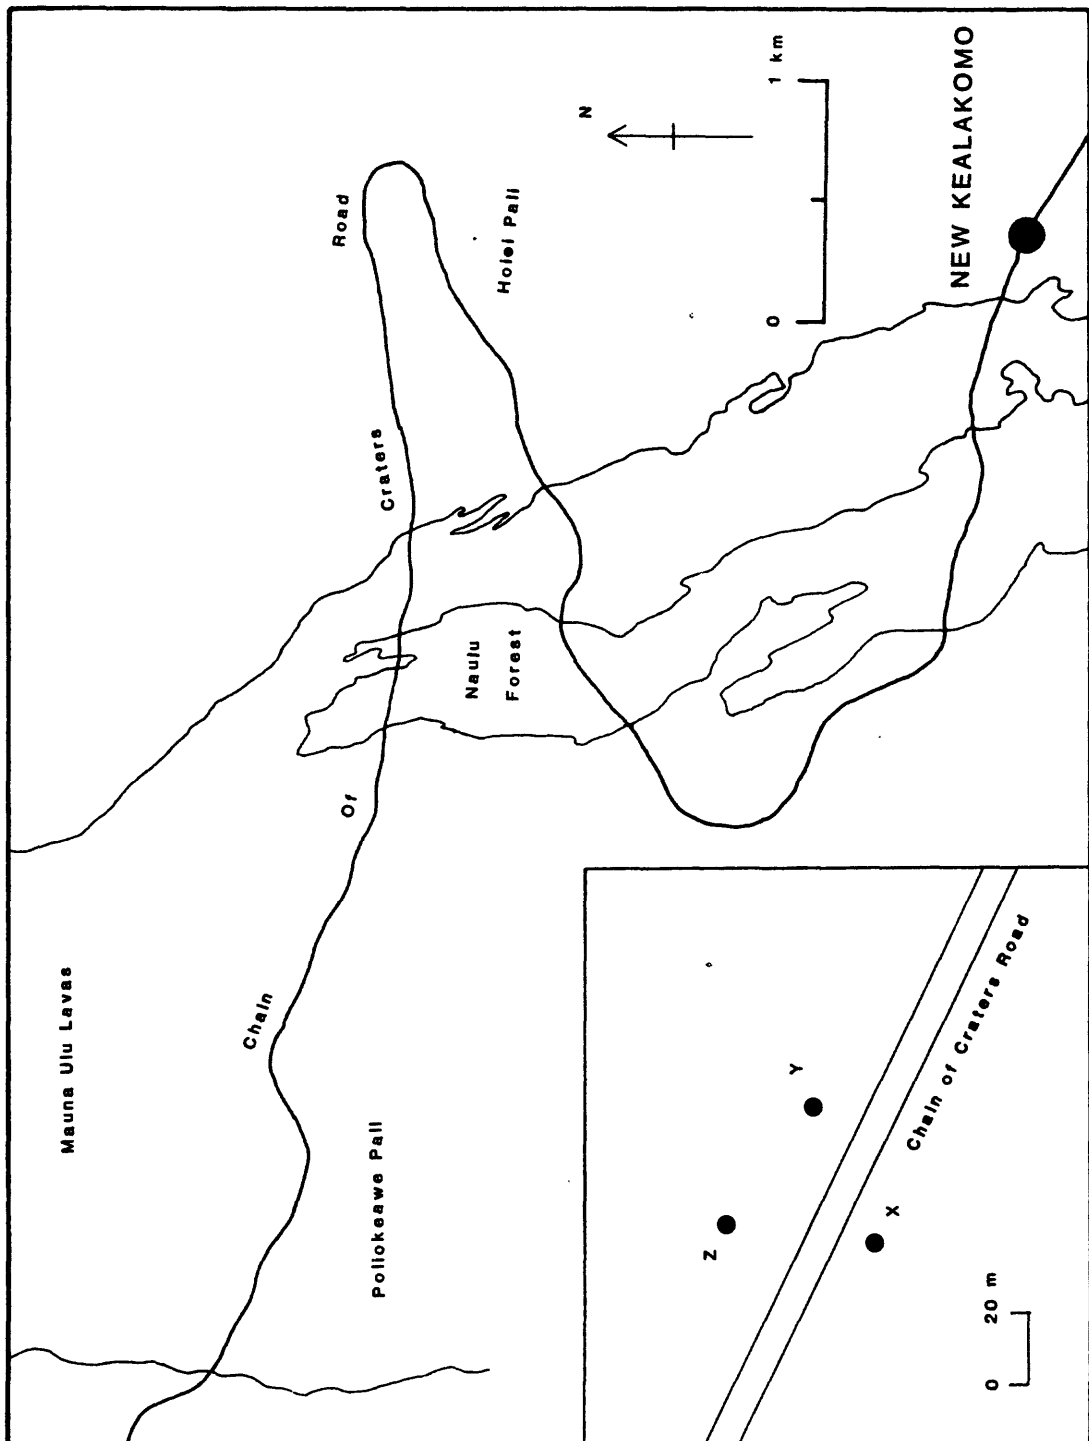 Mauna Ulu Lavas
Chain
Of
Craters
Road
Poliokeawe Pali
Naulu
Forest
Holei Pali
N
0
1 km
NEW KEALAKOMO
Z
Y
X
Chain of Craters Road
0
20 m